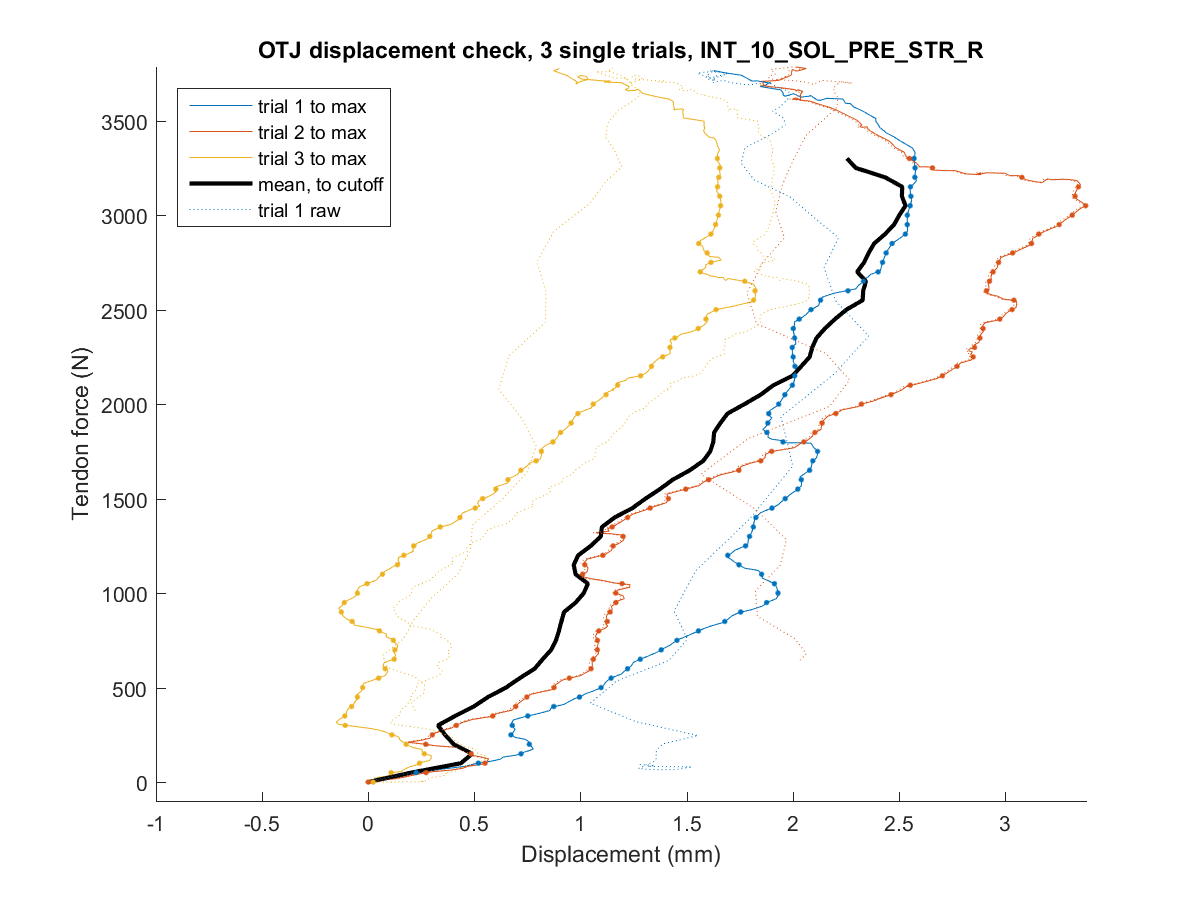 OTJ displacement check, 3 single trials, INT_10_SOL_PRE_STR_R
trial 1 to max
trial 2 to max
trial 3 to max
mean, to cutoff
trial 1 raw
3500
3000
2500
2000
1500
1000
500
0
Tendon force (N)
-1
-0.5
0
0.5
1
1.5
2
2.5
3
Displacement (mm)